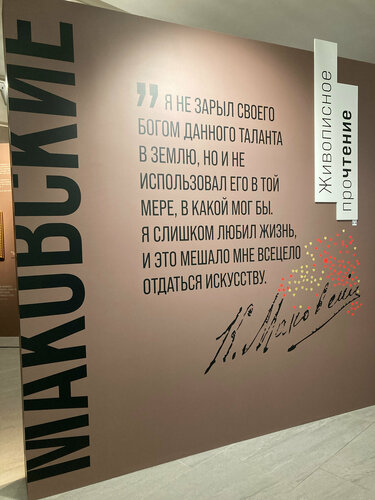 МАКОВСКИЕ
Живописное
прочтение
" Я НЕ ЗАРЫЛ СВОЕГО
БОГОМ ДАННОГО ТАЛАНТА
В ЗЕМЛЮ, НО И НЕ
ИСПОЛЬЗОВАЛ ЕГО В ТОЙ
МЕРЕ, В КАКОЙ МОГ БЫ.
Я СЛИШКОМ ЛЮБИЛ ЖИЗНЬ,
И ЭТО МЕШАЛО МНЕ ВСЕЦЕЛО
ОТДАТЬСЯ ИСКУССТВУ.
К. Маковский